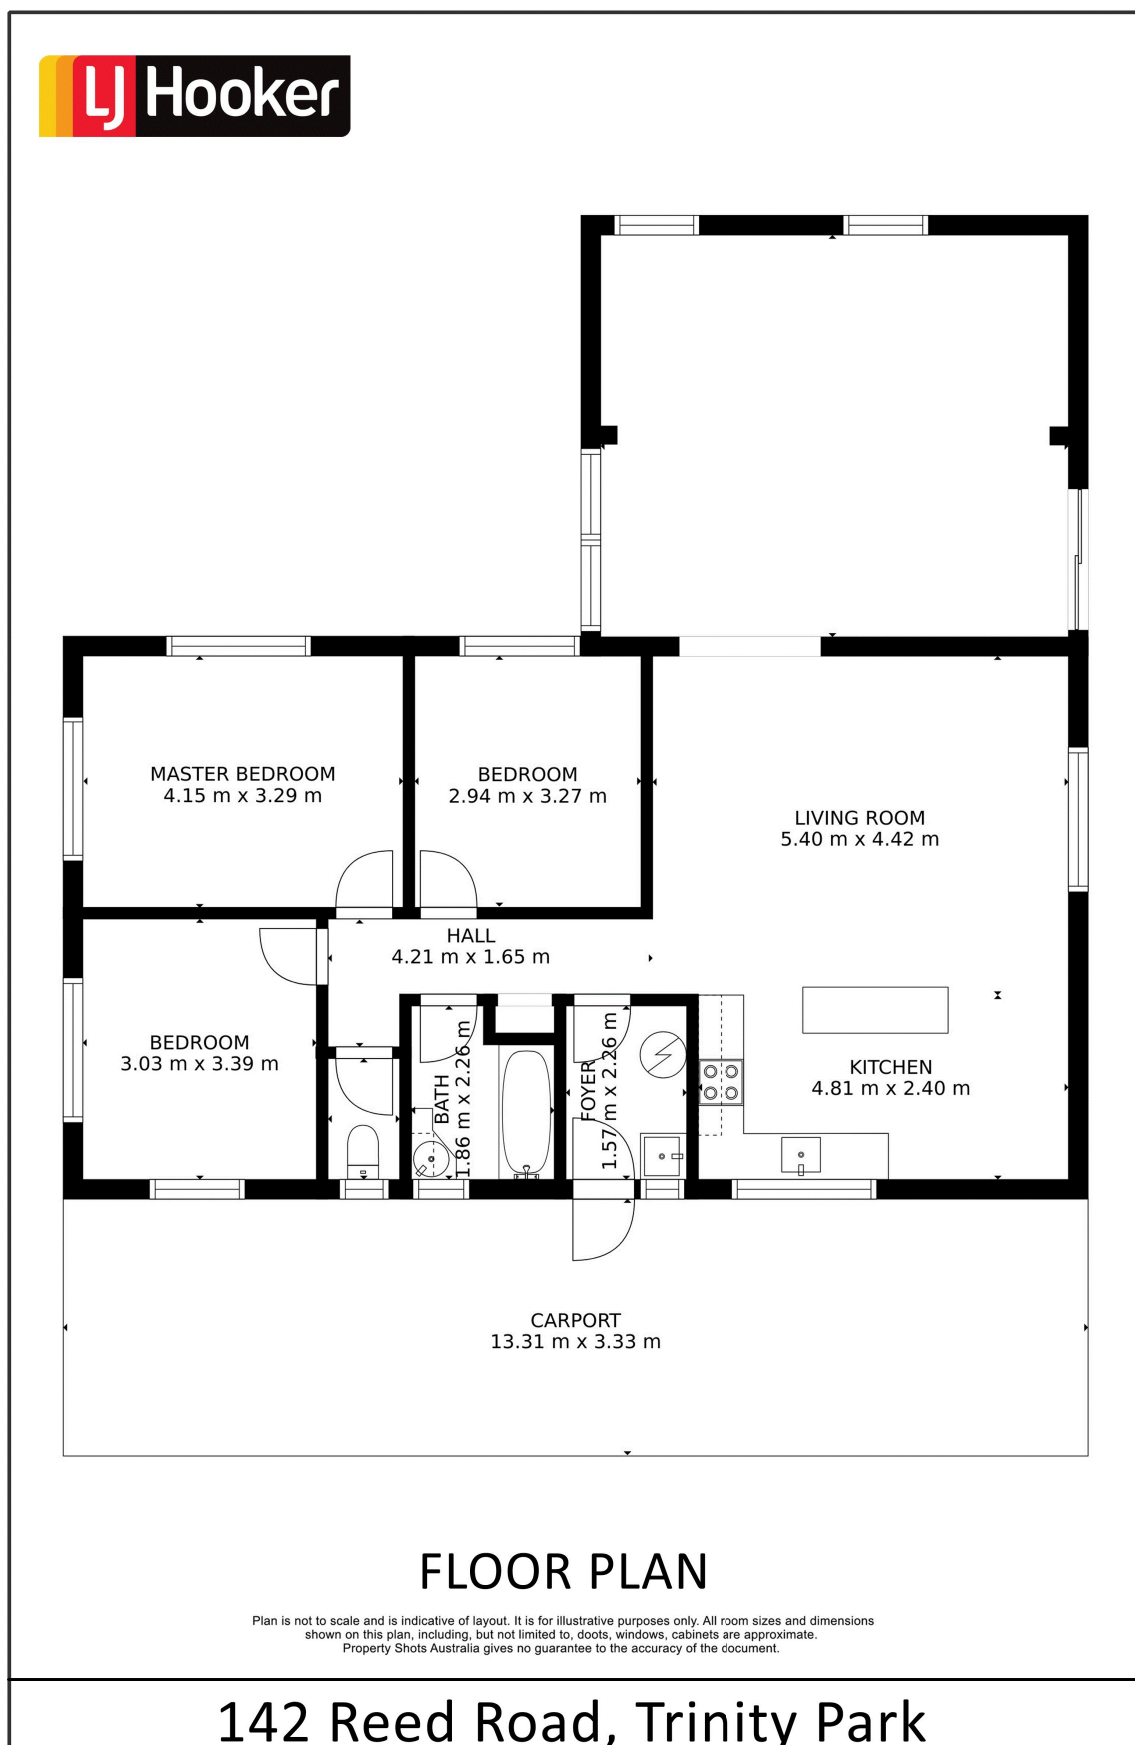 LJ Hooker
MASTER BEDROOM
4.15 m x 3.29 m
BEDROOM
2.94 m x 3.27 m
LIVING ROOM
5.40 m x 4.42 m
HALL
4.21 m x 1.65 m
BEDROOM
3.03 m x 3.39 m
BATH
1.86 m x 2.26 m
FOYER
1.57 m x 2.26 m
KITCHEN
4.81 m x 2.40 m
CARPORT
13.31 m x 3.33 m
FLOOR PLAN
Plan is not to scale and is indicative of layout. It is for illustrative purposes only. All room sizes and dimensions
shown on this plan, including, but not limited to, doots, windows, cabinets are approximate.
Property Shots Australia gives no guarantee to the accuracy of the document.
142 Reed Road, Trinity Park